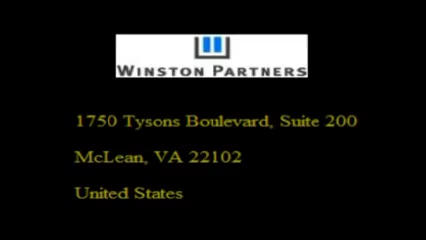 WINSTON PARTNERS
1750 Tysons Boulevard, Suite 200
McLean, VA 22102
United States